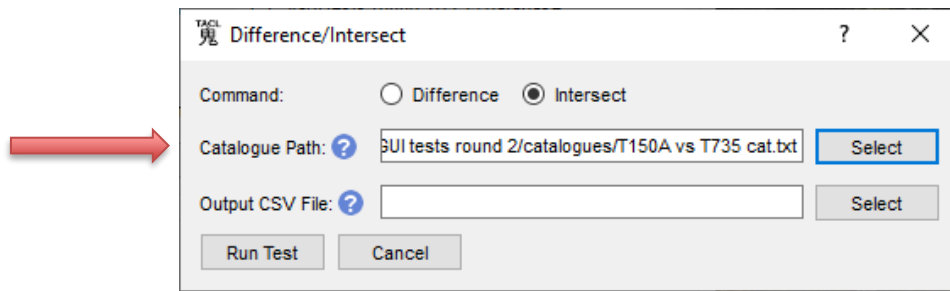 TACL
鬼 Difference/Intersect ? ×
Command: Difference Intersect
Catalogue Path: ? GUI tests round 2/catalogues/T150A vs T735 cat.txt Select
Output CSV File: ? Select
Run Test Cancel